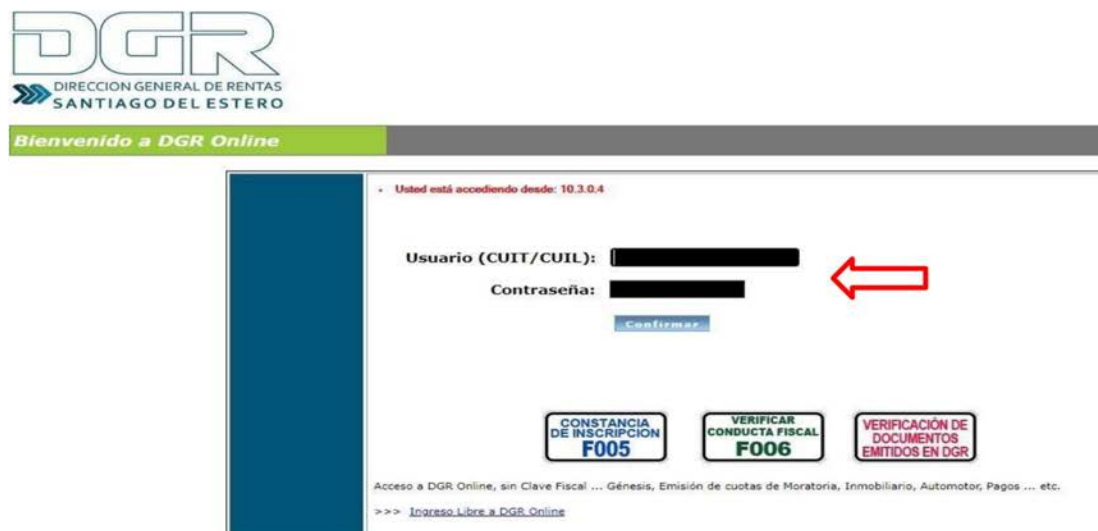 DGR
DIRECCION GENERAL DE RENTAS
SANTIAGO DEL ESTERO
Bienvenido a DGR Online
Usted está accediendo desde: 10.3.0.4
Usuario (CUIT/CUIL):
Contraseña:
Confirmar
CONSTANCIA
DE INSCRIPCION
F005
VERIFICAR
CONDUCTA FISCAL
F006
VERIFICACIÓN DE
DOCUMENTOS
EMITIDOS EN DGR
Acceso a DGR Online, sin Clave Fiscal ... Génesis, Emisión de cuotas de Moratoria, Inmobiliario, Automotor, Pagos ... etc.
>>> Ingreso Libre a DGR Online